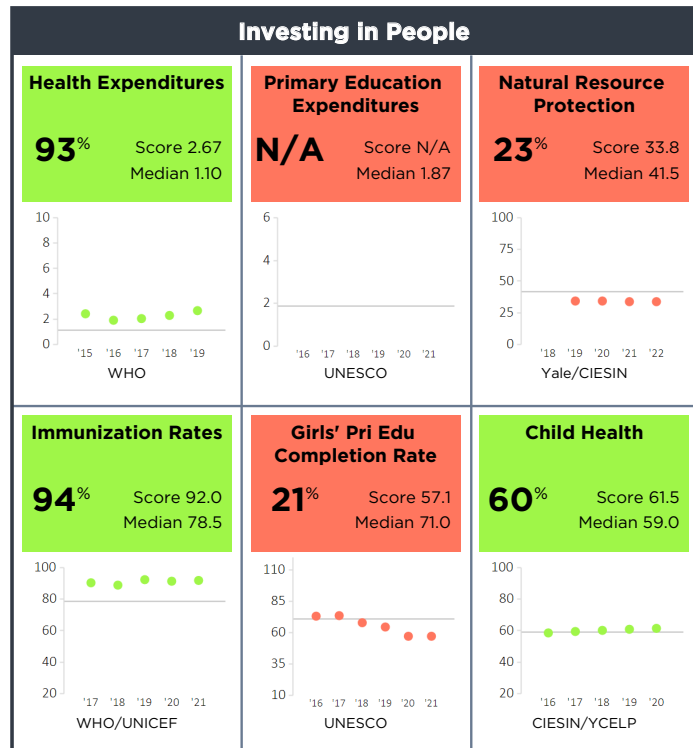 Investing in People
Health Expenditures
93%
Score 2.67
Median 1.10
10
8
6
4
2
0
'15 '16 '17 '18 '19
WHO
Primary Education
Expenditures
N/A
Score N/A
Median 1.87
6
4
2
0
'16 '17 '18 '19 '20 '21
UNESCO
Natural Resource
Protection
23%
Score 33.8
Median 41.5
100
75
50
25
0
'18 '19 '20 '21 '22
Yale/CIESIN
Immunization Rates
94%
Score 92.0
Median 78.5
100
80
60
40
20
'17 '18 '19 '20 '21
WHO/UNICEF
Girls' Pri Edu
Completion Rate
21%
Score 57.1
Median 71.0
110
85
60
35
10
'16 '17 '18 '19 '20 '21
UNESCO
Child Health
60%
Score 61.5
Median 59.0
100
80
60
40
20
'16 '17 '18 '19 '20
CIESIN/YCELP